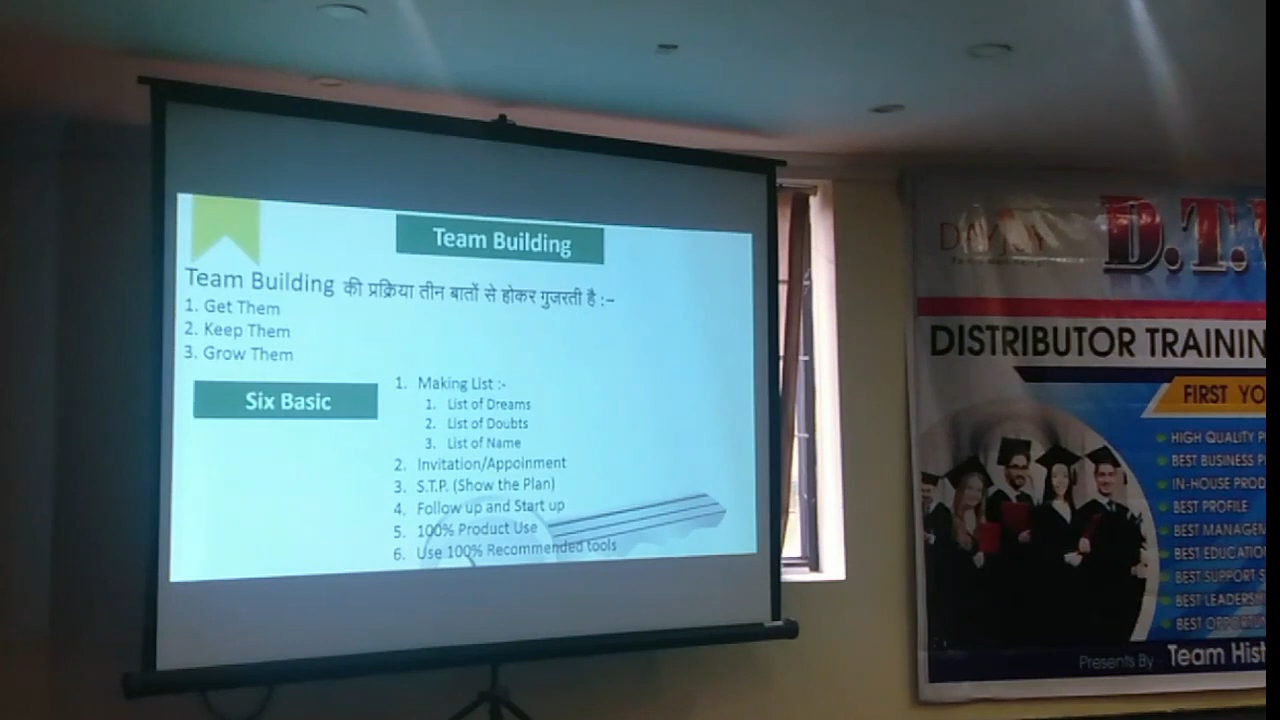 Team Building
Team Building की प्रक्रिया तीन बातों से होकर गुजरती है :–
1. Get Them
2. Keep Them
3. Grow Them
Six Basic
1. Making List :-
1. List of Dreams
2. List of Doubts
3. List of Name
2. Invitation/Appoinment
3. S.T.P. (Show the Plan)
4. Follow up and Start up
5. 100% Product Use
6. Use 100% Recommended tools
D.T.
DISTRIBUTOR TRAININ
FIRST YO
HIGH QUALITY P
BEST BUSINESS P
IN-HOUSE PROD
BEST PROFILE
BEST MANAGEM
BEST EDUCATIO
BEST SUPPORT S
BEST LEADERSH
BEST OPPORTUN
Presents By Team Hist